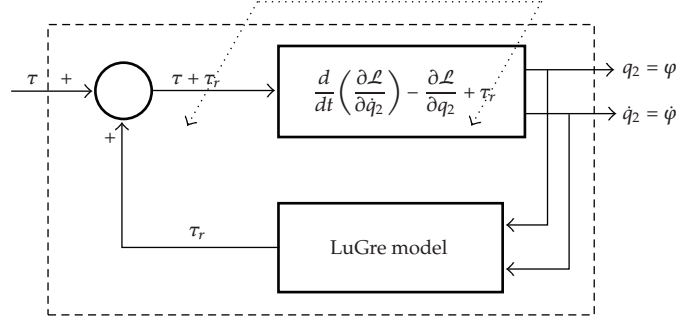 τ +
τ + τ_r
d/dt (∂ℒ/∂q̇₂) − ∂ℒ/∂q₂ + τ_r
q₂ = φ
q̇₂ = φ̇
+
τ_r
LuGre model